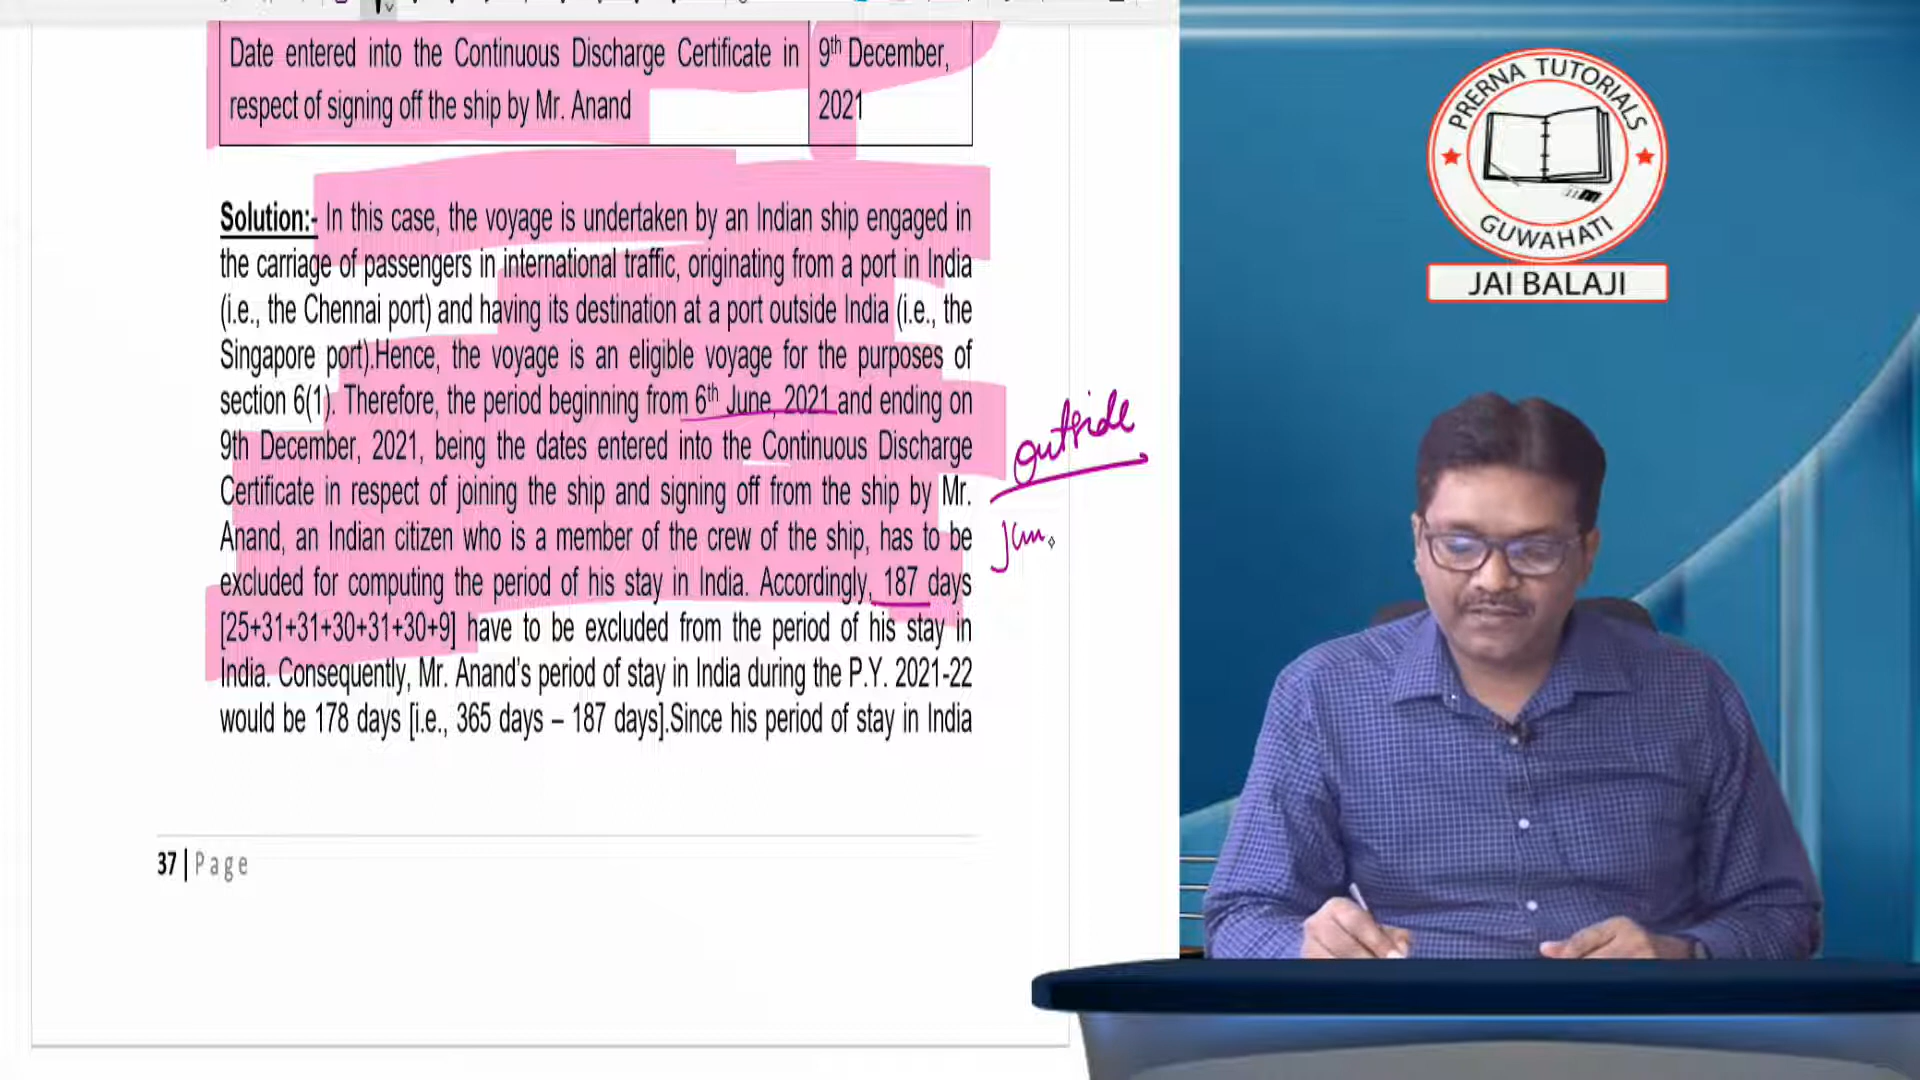 Date entered into the Continuous Discharge Certificate in
respect of signing off the ship by Mr. Anand
9th December,
2021
Solution:- In this case, the voyage is undertaken by an Indian ship engaged in
the carriage of passengers in international traffic, originating from a port in India
(i.e., the Chennai port) and having its destination at a port outside India (i.e., the
Singapore port).Hence, the voyage is an eligible voyage for the purposes of
section 6(1). Therefore, the period beginning from 6th June, 2021 and ending on
9th December, 2021, being the dates entered into the Continuous Discharge
Certificate in respect of joining the ship and signing off from the ship by Mr.
Anand, an Indian citizen who is a member of the crew of the ship, has to be
excluded for computing the period of his stay in India. Accordingly, 187 days
[25+31+31+30+31+30+9] have to be excluded from the period of his stay in
India. Consequently, Mr. Anand's period of stay in India during the P.Y. 2021-22
would be 178 days [i.e., 365 days – 187 days].Since his period of stay in India
outside
37 | Page
PRERNA TUTORIALS
GUWAHATI
JAI BALAJI